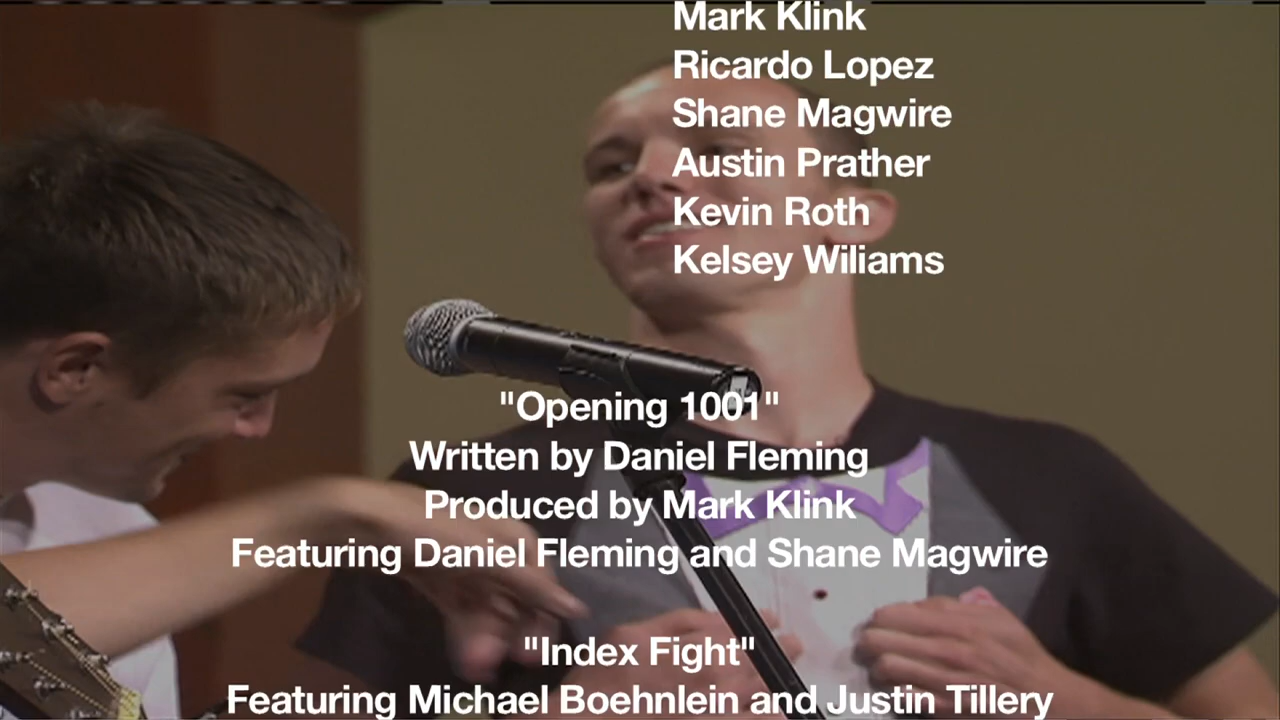 Mark Klink
Ricardo Lopez
Shane Magwire
Austin Prather
Kevin Roth
Kelsey Wiliams
"Opening 1001"
Written by Daniel Fleming
Produced by Mark Klink
Featuring Daniel Fleming and Shane Magwire
"Index Fight"
Featuring Michael Boehnlein and Justin Tillery